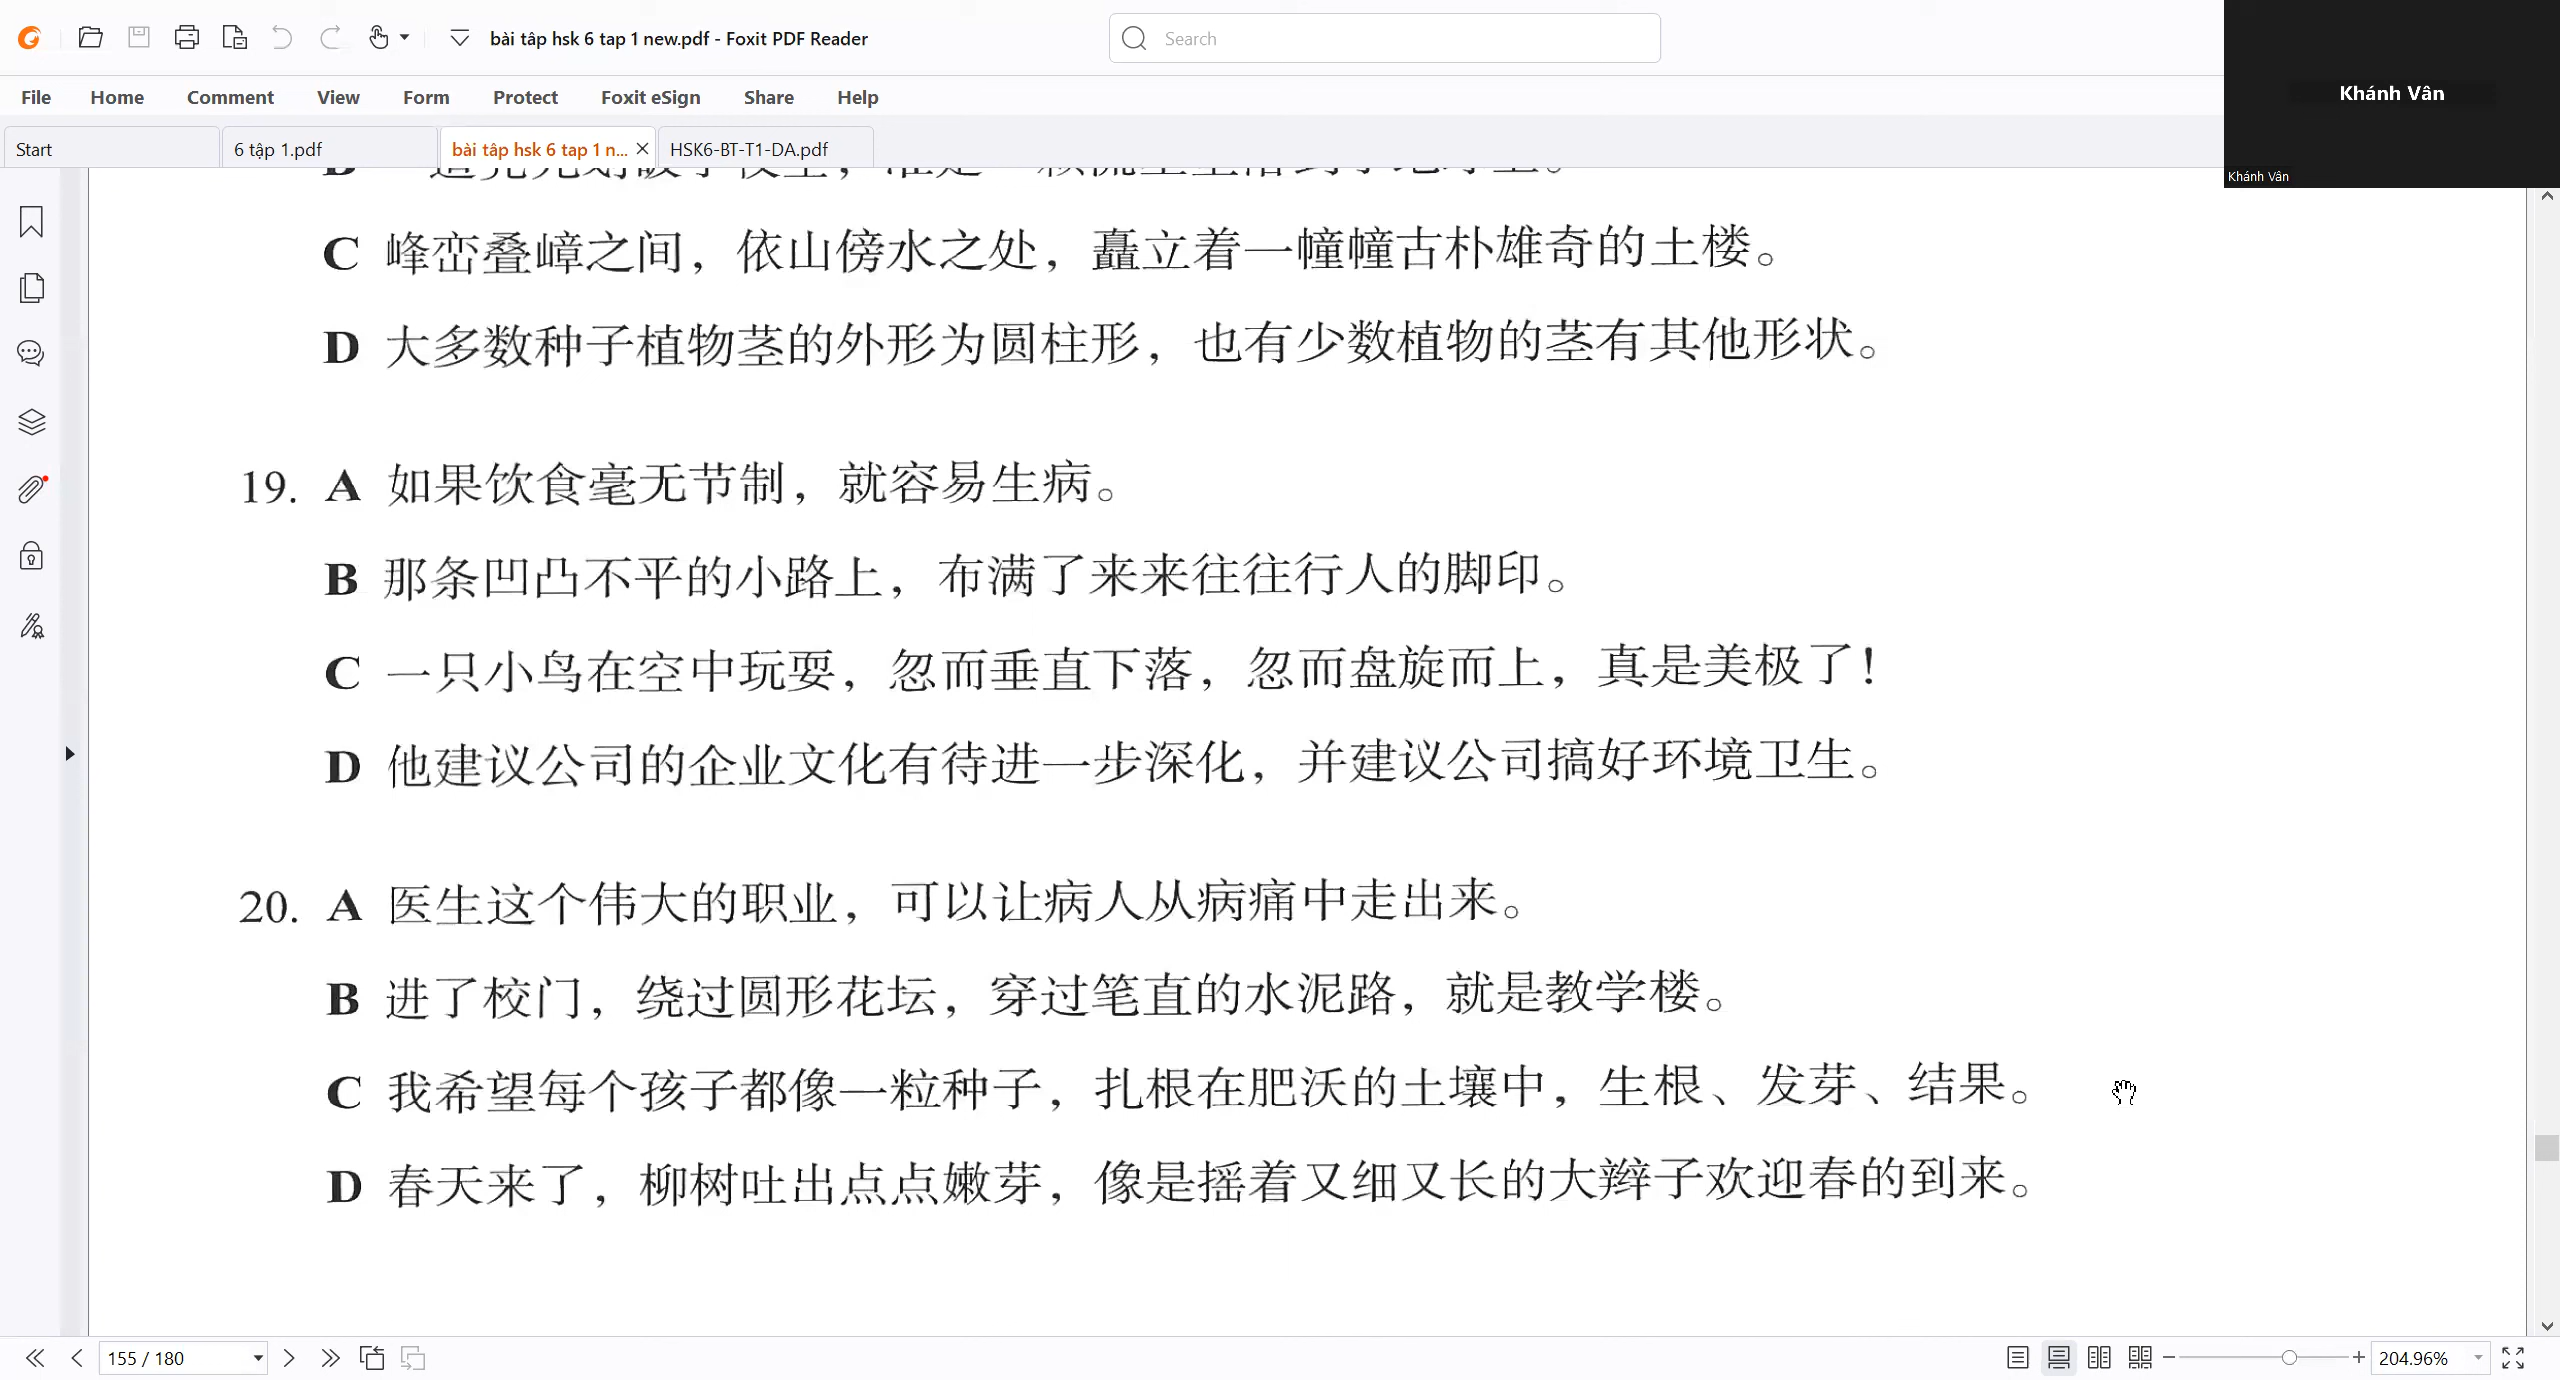 bài tâp hsk 6 tap 1 new.pdf - Foxit PDF Reader
Search
Khánh Vân
File Home Comment View Form Protect Foxit eSign Share Help
Start
6 tập 1.pdf
bài tâp hsk 6 tap 1 n...
HSK6-BT-T1-DA.pdf
Khánh Vân
C 峰峦叠嶂之间，依山傍水之处，矗立着一幢幢古朴雄奇的土楼。
D 大多数种子植物茎的外形为圆柱形，也有少数植物的茎有其他形状。
19. A 如果饮食毫无节制，就容易生病。
B 那条凹凸不平的小路上，布满了来来往往行人的脚印。
C 一只小鸟在空中玩耍，忽而垂直下落，忽而盘旋而上，真是美极了！
D 他建议公司的企业文化有待进一步深化，并建议公司搞好环境卫生。
20. A 医生这个伟大的职业，可以让病人从病痛中走出来。
B 进了校门，绕过圆形花坛，穿过笔直的水泥路，就是教学楼。
C 我希望每个孩子都像一粒种子，扎根在肥沃的土壤中，生根、发芽、结果。
D 春天来了，柳树吐出点点嫩芽，像是摇着又细又长的大辫子欢迎春的到来。
155 / 180
204.96%